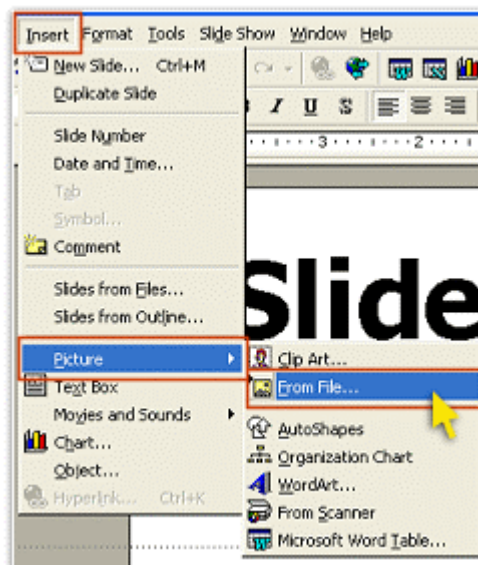 Insert Format Tools Slide Show Window Help
New Slide... Ctrl+M
Duplicate Slide
I U S
Slide Number
3 2
Date and Time...
Tab
Symbol...
Comment
Slides from Files...
Slides from Outline...
Slide
Picture
Clip Art...
Text Box
From File...
Movies and Sounds
AutoShapes
Chart...
Organization Chart
Object...
WordArt...
Hyperlink... Ctrl+K
From Scanner
Microsoft Word Table...